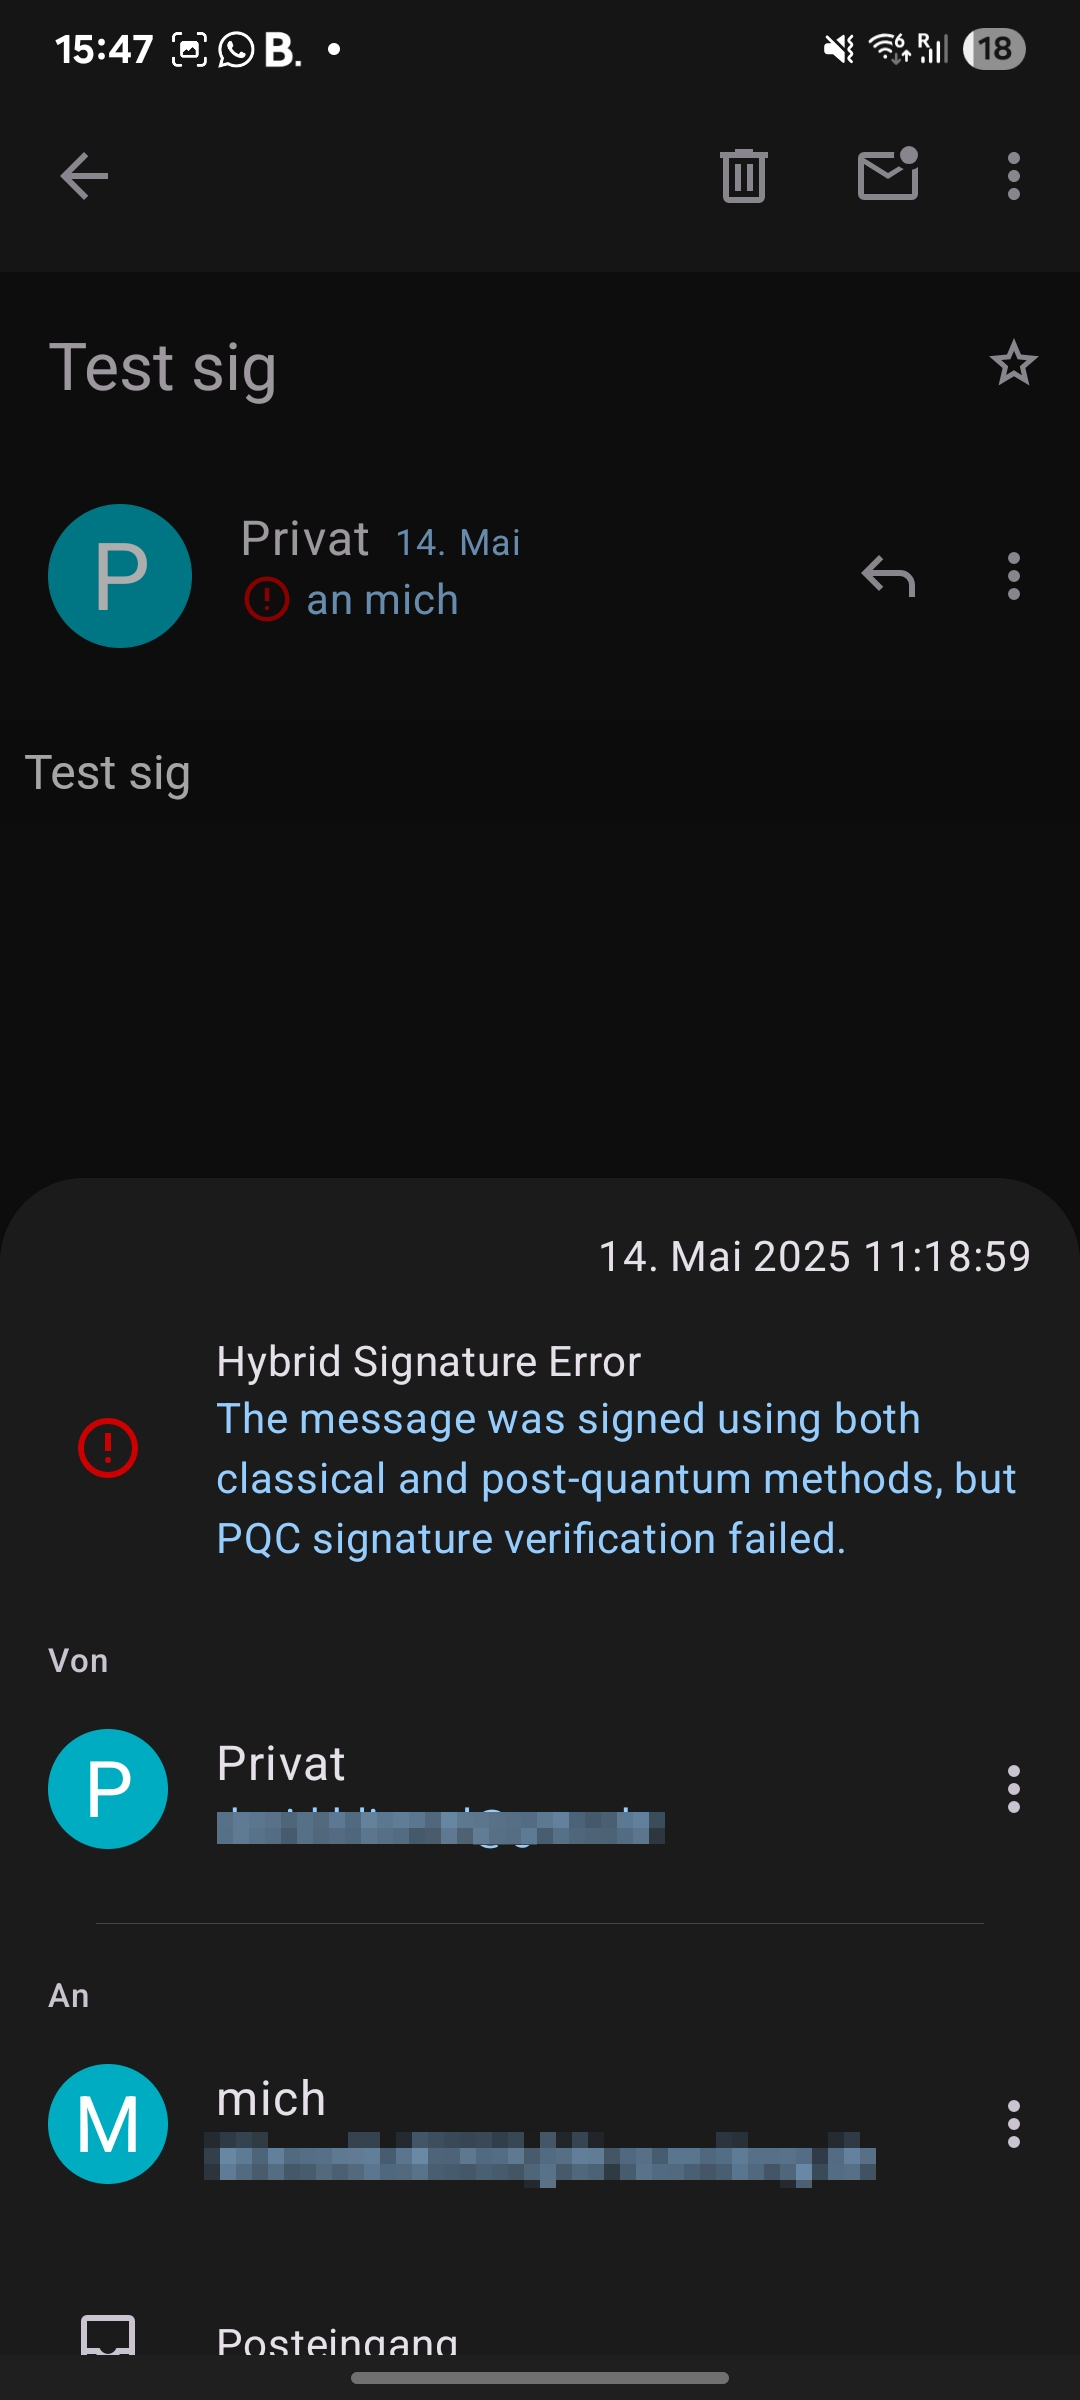 15:47 B. 6 R 18
Test sig
P
Privat 14. Mai
an mich
Test sig
14. Mai 2025 11:18:59
Hybrid Signature Error
The message was signed using both
classical and post-quantum methods, but
PQC signature verification failed.
Von
P
Privat
An
M
mich
Posteingang